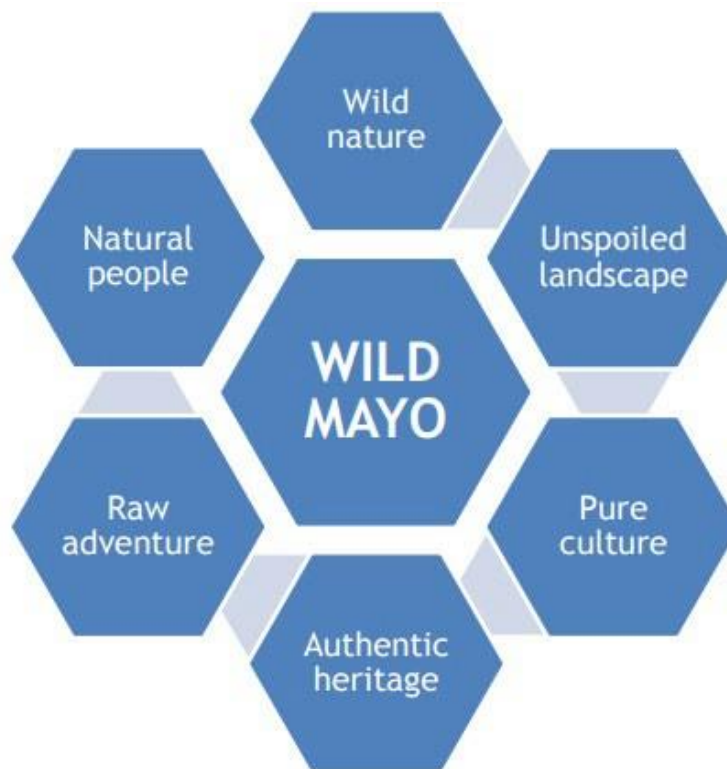 Wild
nature
Unspoiled
landscape
Pure
culture
Authentic
heritage
Raw
adventure
Natural
people
WILD
MAYO